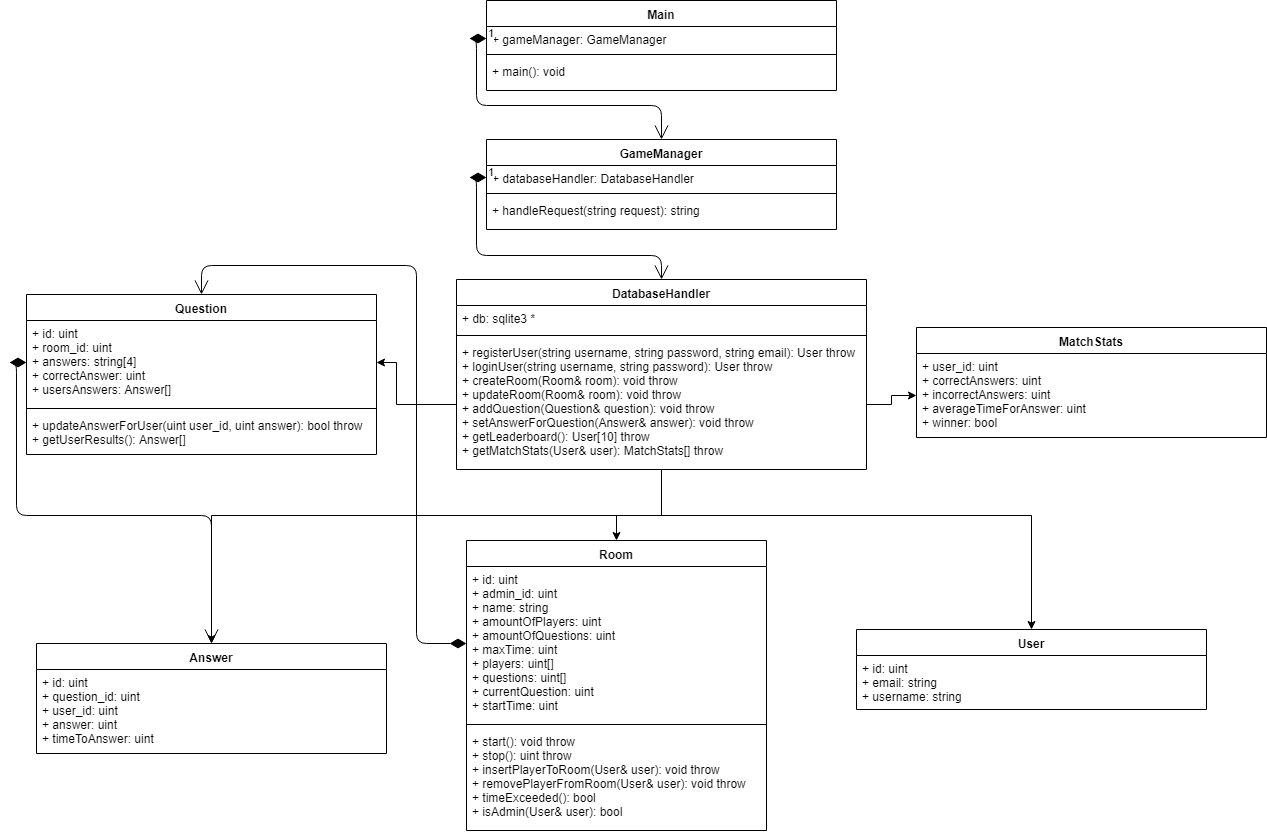 Main
1
+ gameManager: GameManager
+ main(): void
GameManager
1
+ databaseHandler: DatabaseHandler
+ handleRequest(string request): string
Question
+ id: uint
+ room_id: uint
+ answers: string[4]
+ correctAnswer: uint
+ usersAnswers: Answer[]
+ updateAnswerForUser(uint user_id, uint answer): bool throw
+ getUserResults(): Answer[]
DatabaseHandler
+ db: sqlite3 *
+ registerUser(string username, string password, string email): User throw
+ loginUser(string username, string password): User throw
+ createRoom(Room& room): void throw
+ updateRoom(Room& room): void throw
+ addQuestion(Question& question): void throw
+ setAnswerForQuestion(Answer& answer): void throw
+ getLeaderboard(): User[10] throw
+ getMatchStats(User& user): MatchStats[] throw
MatchStats
+ user_id: uint
+ correctAnswers: uint
+ incorrectAnswers: uint
+ averageTimeForAnswer: uint
+ winner: bool
Answer
+ id: uint
+ question_id: uint
+ user_id: uint
+ answer: uint
+ timeToAnswer: uint
Room
+ id: uint
+ admin_id: uint
+ name: string
+ amountOfPlayers: uint
+ amountOfQuestions: uint
+ maxTime: uint
+ players: uint[]
+ questions: uint[]
+ currentQuestion: uint
+ startTime: uint
+ start(): void throw
+ stop(): uint throw
+ insertPlayerToRoom(User& user): void throw
+ removePlayerFromRoom(User& user): void throw
+ timeExceeded(): bool
+ isAdmin(User& user): bool
User
+ id: uint
+ email: string
+ username: string